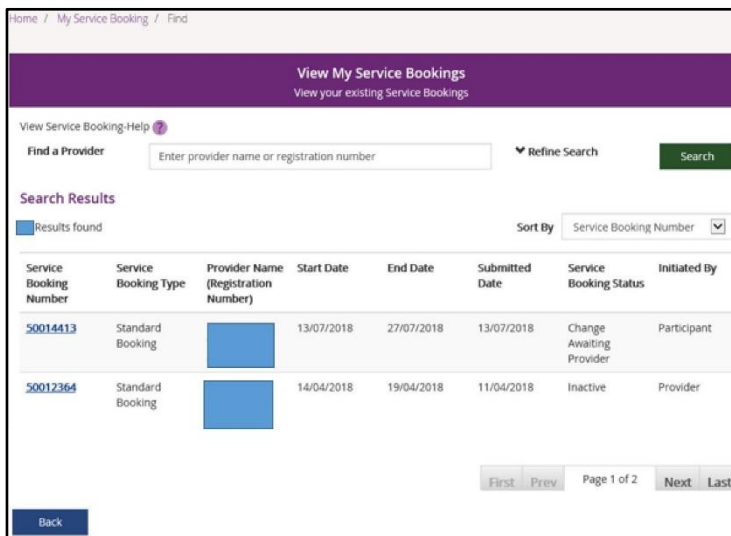 Home / My Service Booking / Find
View My Service Bookings
View your existing Service Bookings
View Service Booking-Help ?
Find a Provider
Enter provider name or registration number
Refine Search
Search
Search Results
Results found
Sort By
Service Booking Number
Service Booking Number
Service Booking Type
Provider Name (Registration Number)
Start Date
End Date
Submitted Date
Service Booking Status
Initiated By
50014413
Standard Booking
13/07/2018
27/07/2018
13/07/2018
Change Awaiting Provider
Participant
50012364
Standard Booking
14/04/2018
19/04/2018
11/04/2018
Inactive
Provider
First Prev Page 1 of 2 Next Last
Back